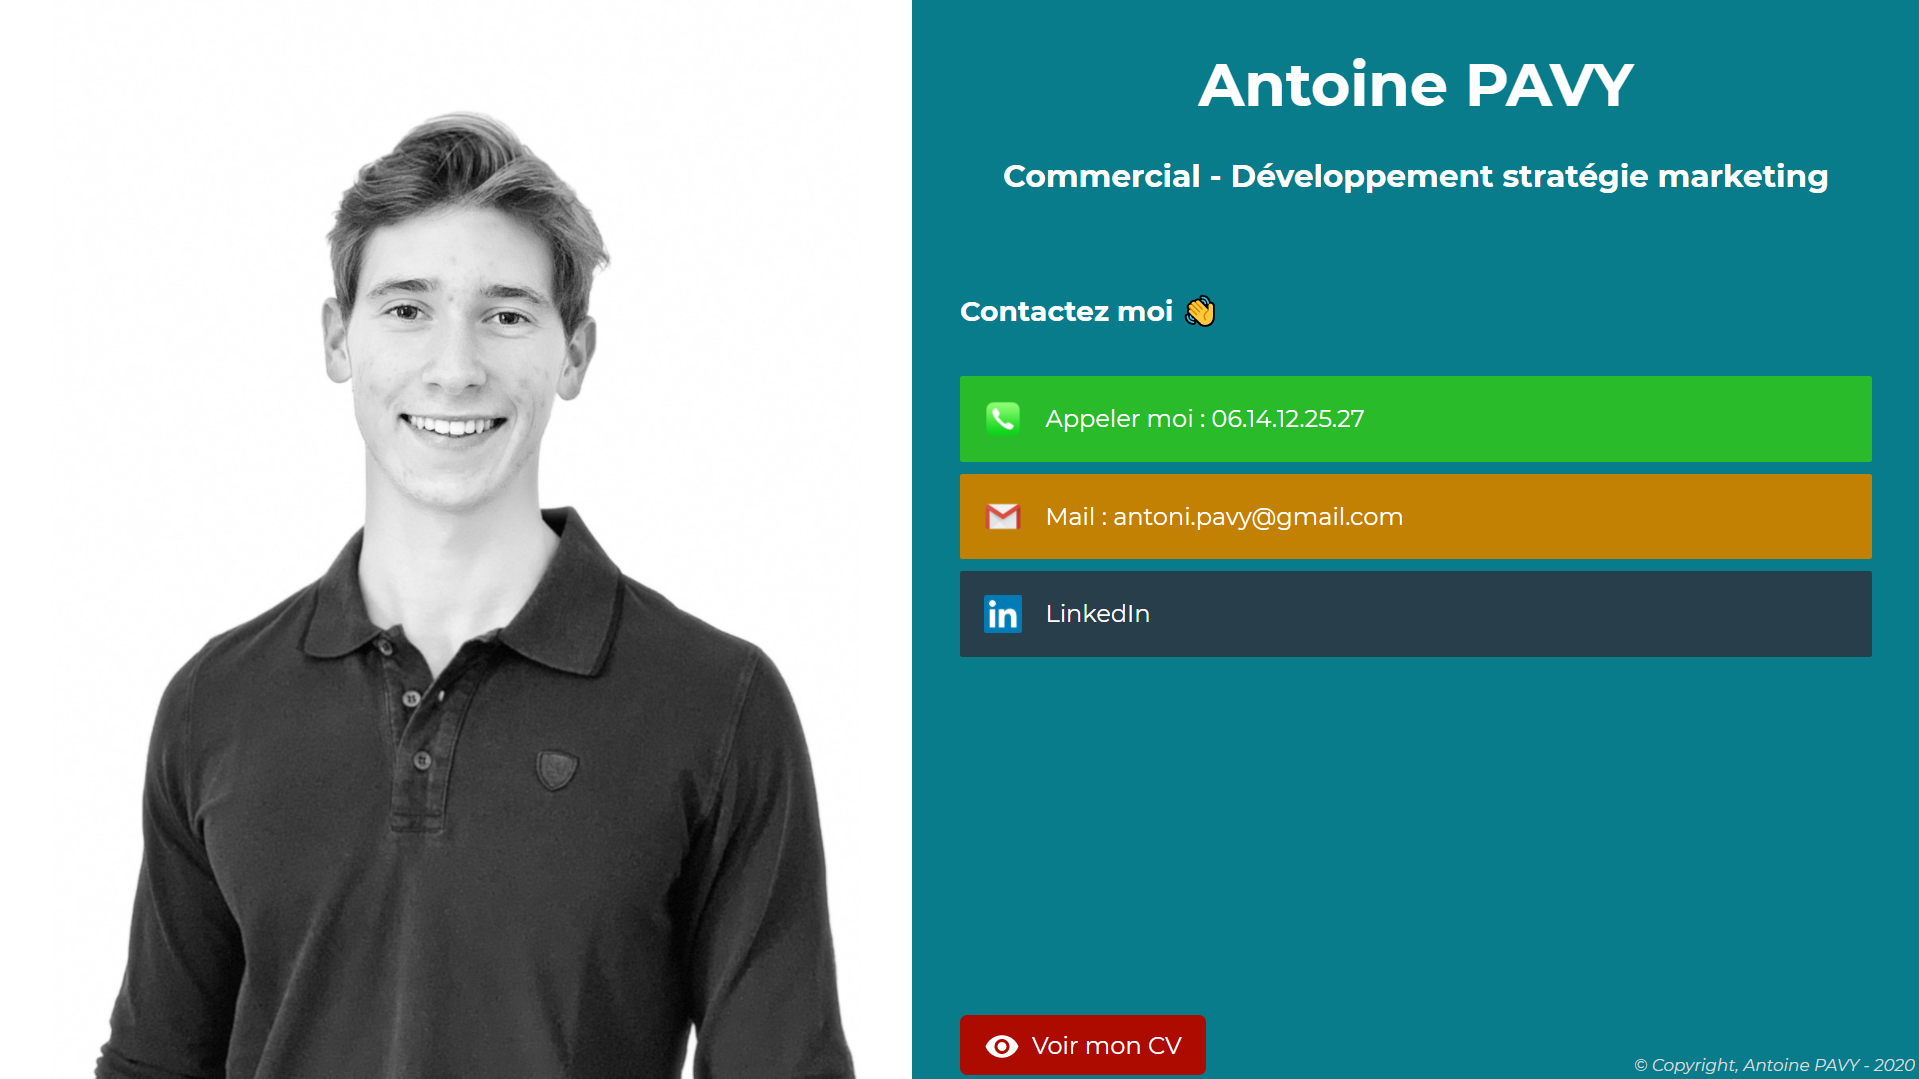 Antoine PAVY
Commercial - Développement stratégie marketing
Contactez moi 👋
Appeler moi : 06.14.12.25.27
Mail : antoni.pavy@gmail.com
in LinkedIn
Voir mon CV
© Copyright, Antoine PAVY - 2020